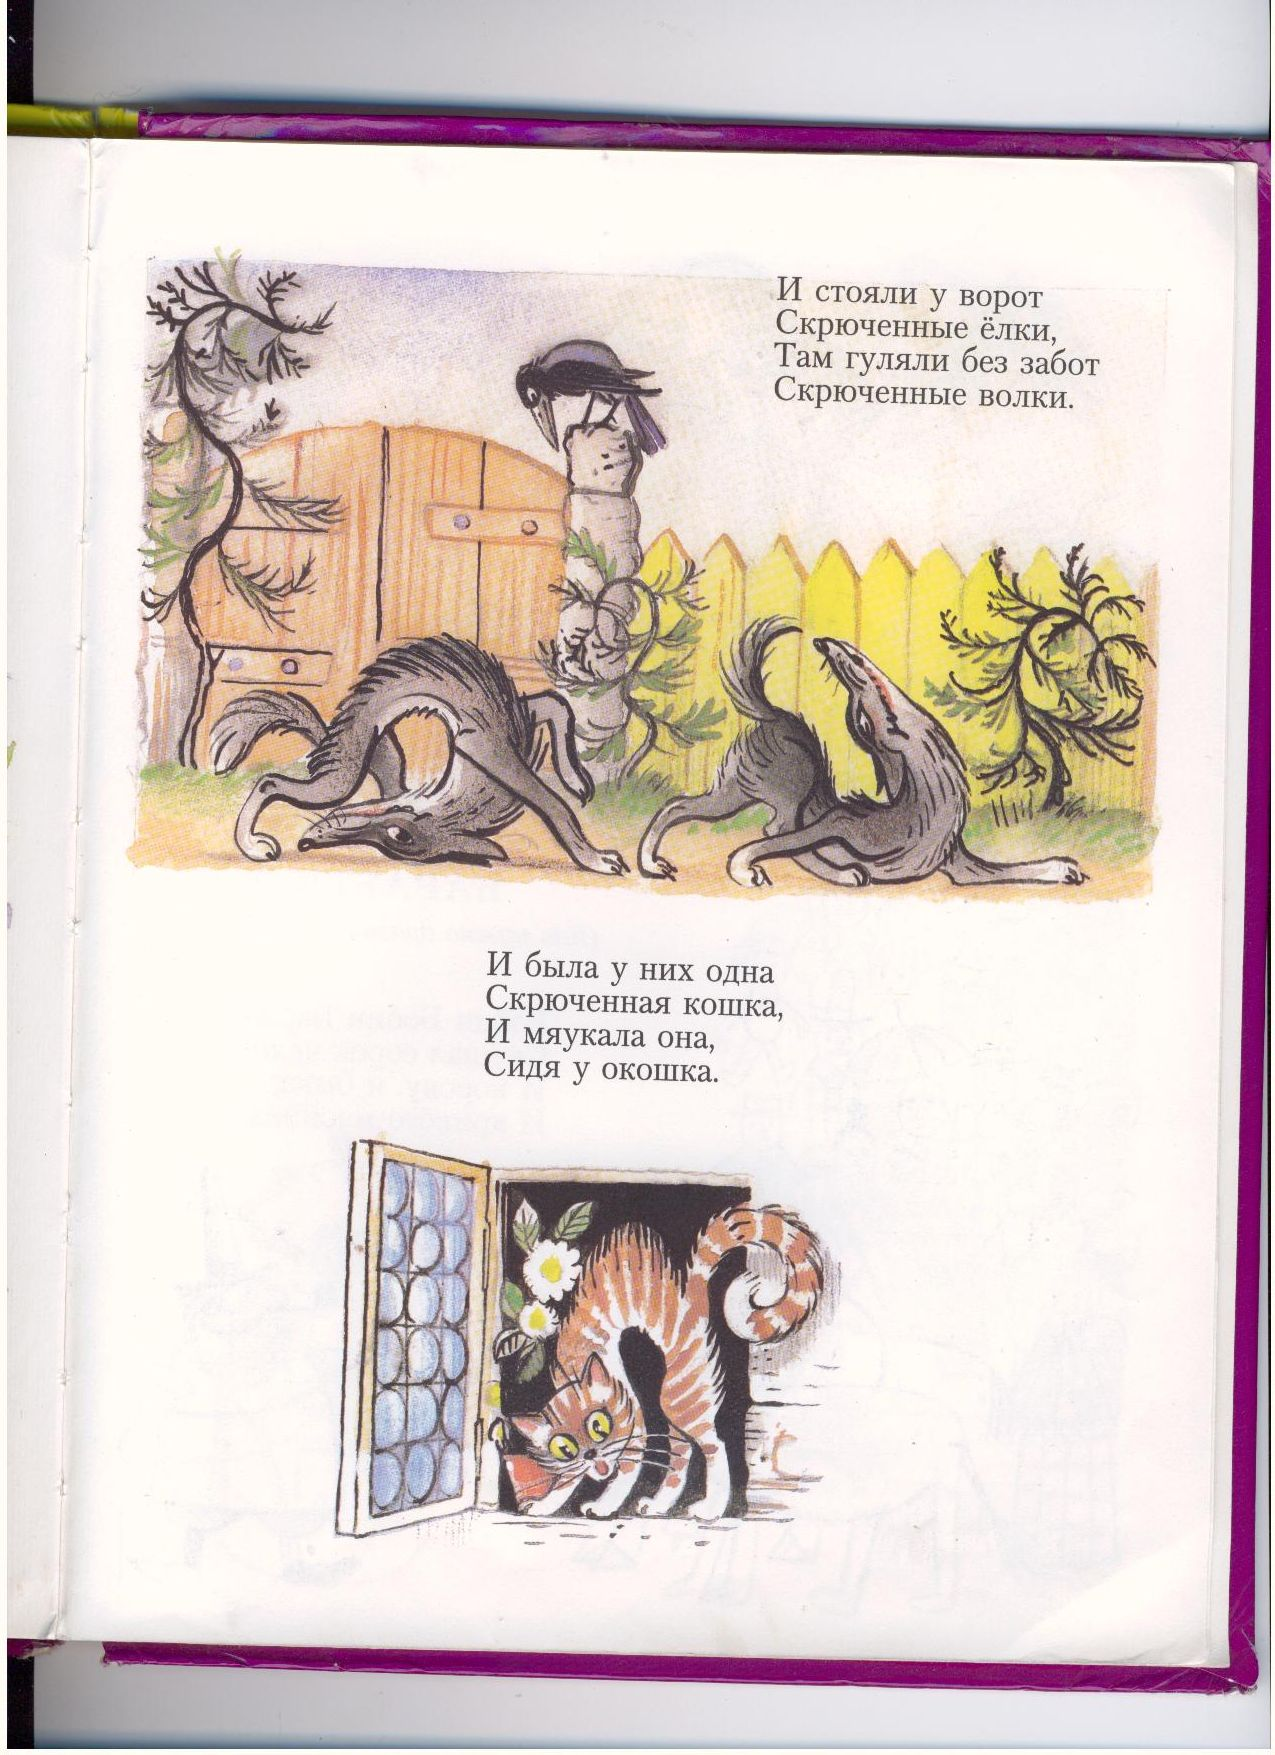 И стояли у ворот
Скрюченные ёлки,
Там гуляли без забот
Скрюченные волки.
И была у них одна
Скрюченная кошка,
И мяукала она,
Сидя у окошка.